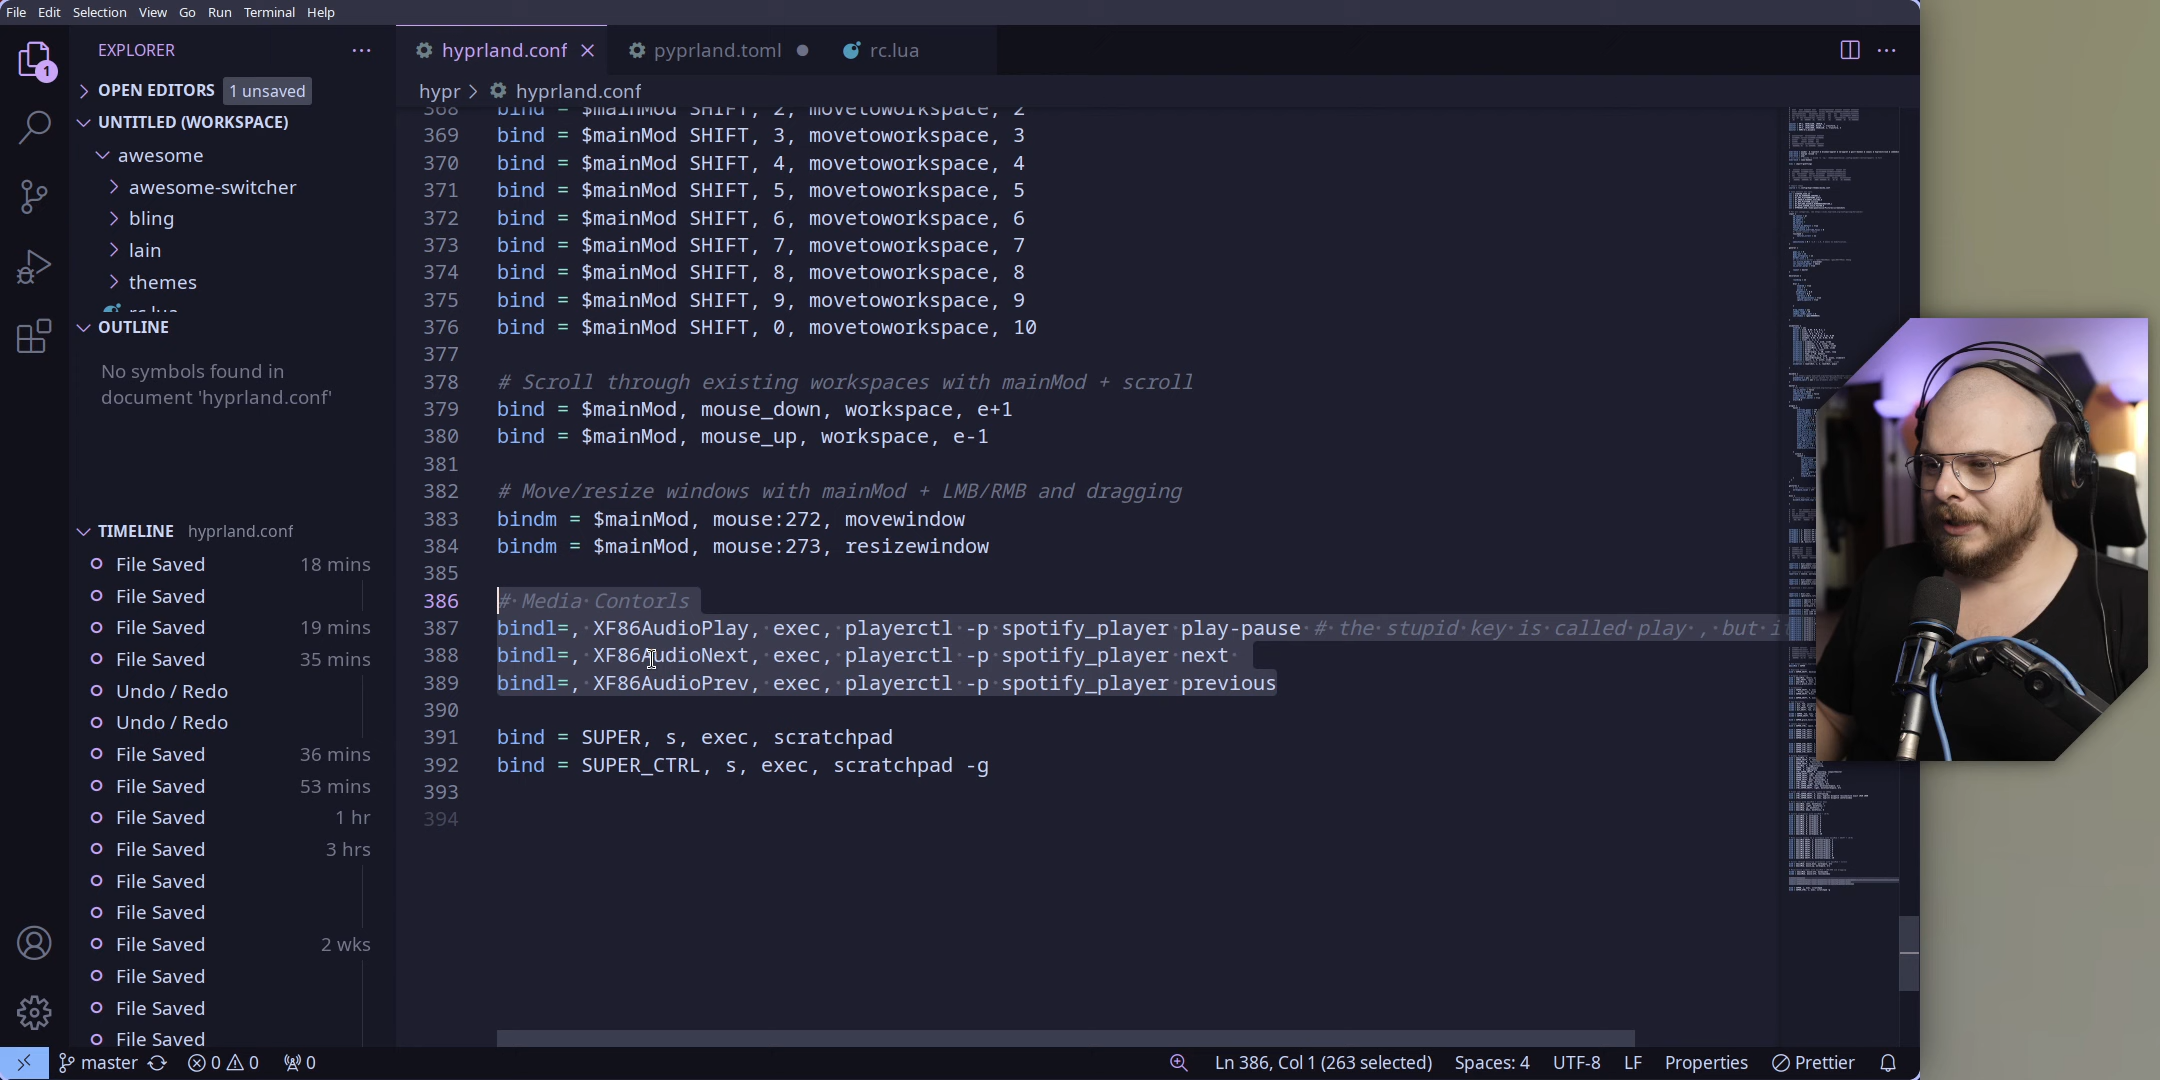 File Edit Selection View Go Run Terminal Help
EXPLORER
1
OPEN EDITORS 1 unsaved
UNTITLED (WORKSPACE)
awesome
awesome-switcher
bling
lain
themes
rc.lua
OUTLINE
No symbols found in
document 'hyprland.conf'
TIMELINE hyprland.conf
File Saved 18 mins
File Saved
File Saved 19 mins
File Saved 35 mins
Undo / Redo
Undo / Redo
File Saved 36 mins
File Saved 53 mins
File Saved 1 hr
File Saved 3 hrs
File Saved
File Saved
File Saved 2 wks
File Saved
File Saved
File Saved
hyprland.conf pyprland.toml rc.lua
hypr > hyprland.conf
368 bind = $mainMod SHIFT, 2, movetoworkspace, 2
369 bind = $mainMod SHIFT, 3, movetoworkspace, 3
370 bind = $mainMod SHIFT, 4, movetoworkspace, 4
371 bind = $mainMod SHIFT, 5, movetoworkspace, 5
372 bind = $mainMod SHIFT, 6, movetoworkspace, 6
373 bind = $mainMod SHIFT, 7, movetoworkspace, 7
374 bind = $mainMod SHIFT, 8, movetoworkspace, 8
375 bind = $mainMod SHIFT, 9, movetoworkspace, 9
376 bind = $mainMod SHIFT, 0, movetoworkspace, 10
377
378 # Scroll through existing workspaces with mainMod + scroll
379 bind = $mainMod, mouse_down, workspace, e+1
380 bind = $mainMod, mouse_up, workspace, e-1
381
382 # Move/resize windows with mainMod + LMB/RMB and dragging
383 bindm = $mainMod, mouse:272, movewindow
384 bindm = $mainMod, mouse:273, resizewindow
385
386 # Media Contorls
387 bindl=, XF86AudioPlay, exec, playerctl -p spotify_player play-pause # the stupid key is called play , but i
388 bindl=, XF86AudioNext, exec, playerctl -p spotify_player next
389 bindl=, XF86AudioPrev, exec, playerctl -p spotify_player previous
390
391 bind = SUPER, s, exec, scratchpad
392 bind = SUPER_CTRL, s, exec, scratchpad -g
393
394
master 0 0 0 Ln 386, Col 1 (263 selected) Spaces: 4 UTF-8 LF Properties Prettier